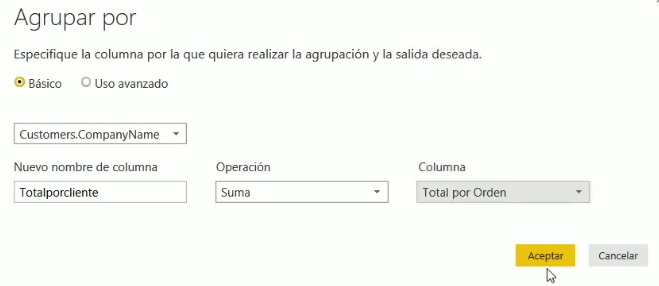 Agrupar por
Especifique la columna por la que quiera realizar la agrupación y la salida deseada.
Básico Uso avanzado
Customers.CompanyName
Nuevo nombre de columna Operación Columna
Totalporcliente Suma Total por Orden
Aceptar Cancelar